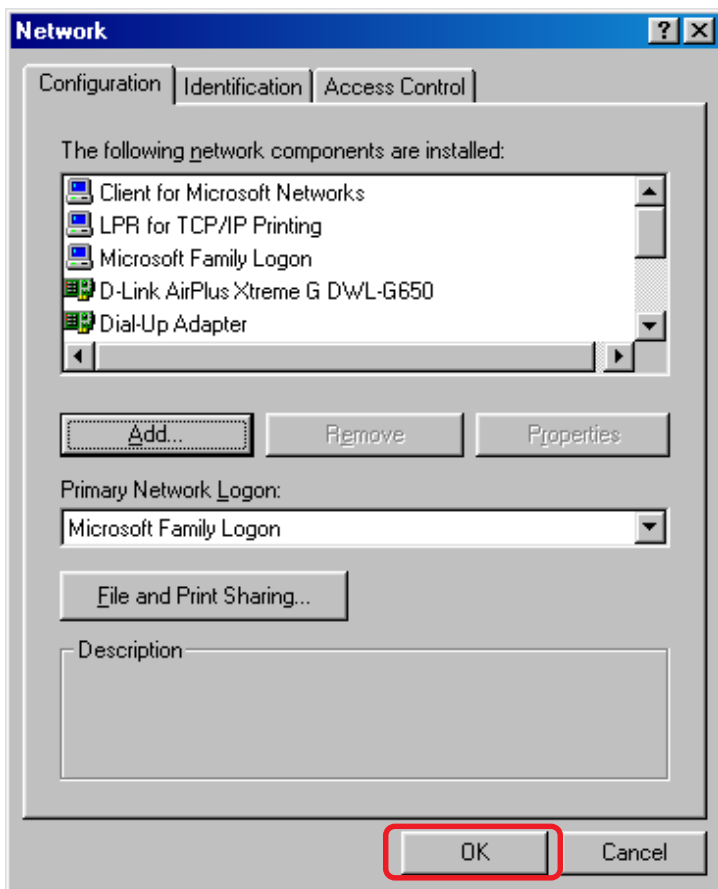 Network
Configuration Identification Access Control
The following network components are installed:
Client for Microsoft Networks
LPR for TCP/IP Printing
Microsoft Family Logon
D-Link AirPlus Xtreme G DWL-G650
Dial-Up Adapter
Add... Remove Properties
Primary Network Logon:
Microsoft Family Logon
File and Print Sharing...
Description
OK Cancel